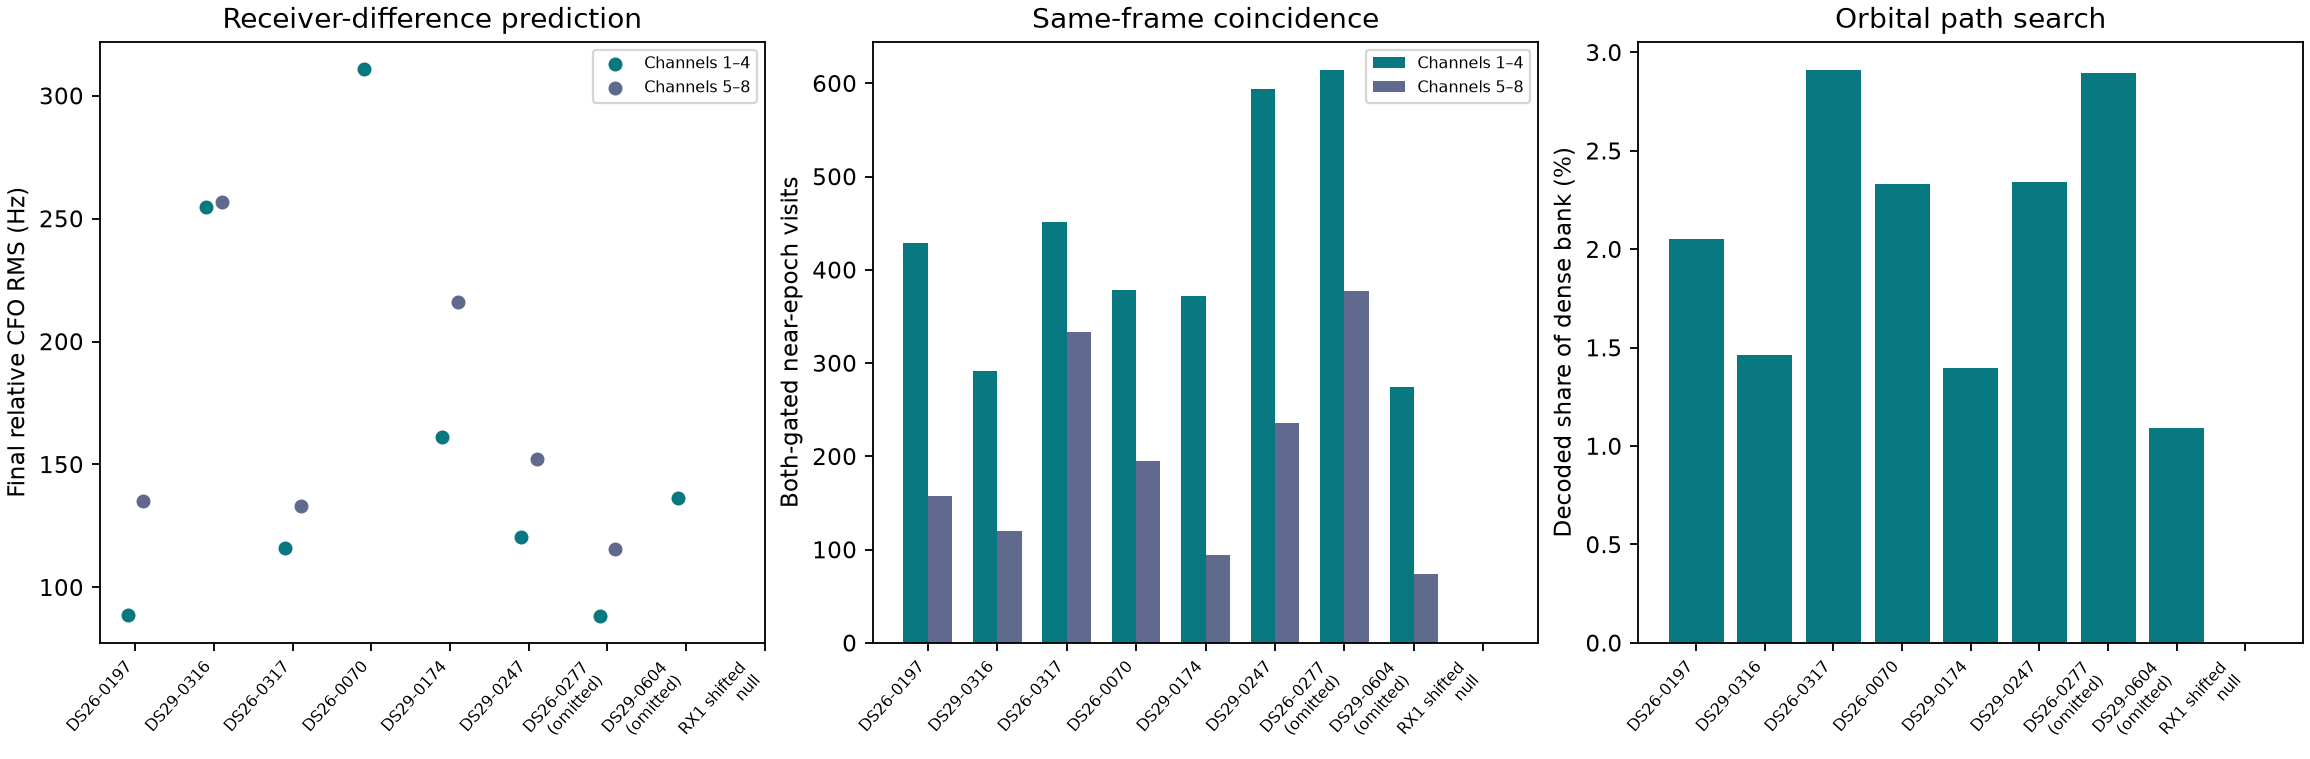 Receiver-difference prediction
Final relative CFO RMS (Hz)
300
250
200
150
100
Channels 1–4
Channels 5–8
DS26-0197
DS29-0316
DS26-0317
DS26-0070
DS29-0174
DS29-0247
DS26-0277
(omitted)
DS29-0604
(omitted)
RX1 shifted
null
Same-frame coincidence
Both-gated near-epoch visits
600
500
400
300
200
100
0
Channels 1–4
Channels 5–8
DS26-0197
DS29-0316
DS26-0317
DS26-0070
DS29-0174
DS29-0247
DS26-0277
(omitted)
DS29-0604
(omitted)
RX1 shifted
null
Orbital path search
Decoded share of dense bank (%)
3.0
2.5
2.0
1.5
1.0
0.5
0.0
DS26-0197
DS29-0316
DS26-0317
DS26-0070
DS29-0174
DS29-0247
DS26-0277
(omitted)
DS29-0604
(omitted)
RX1 shifted
null